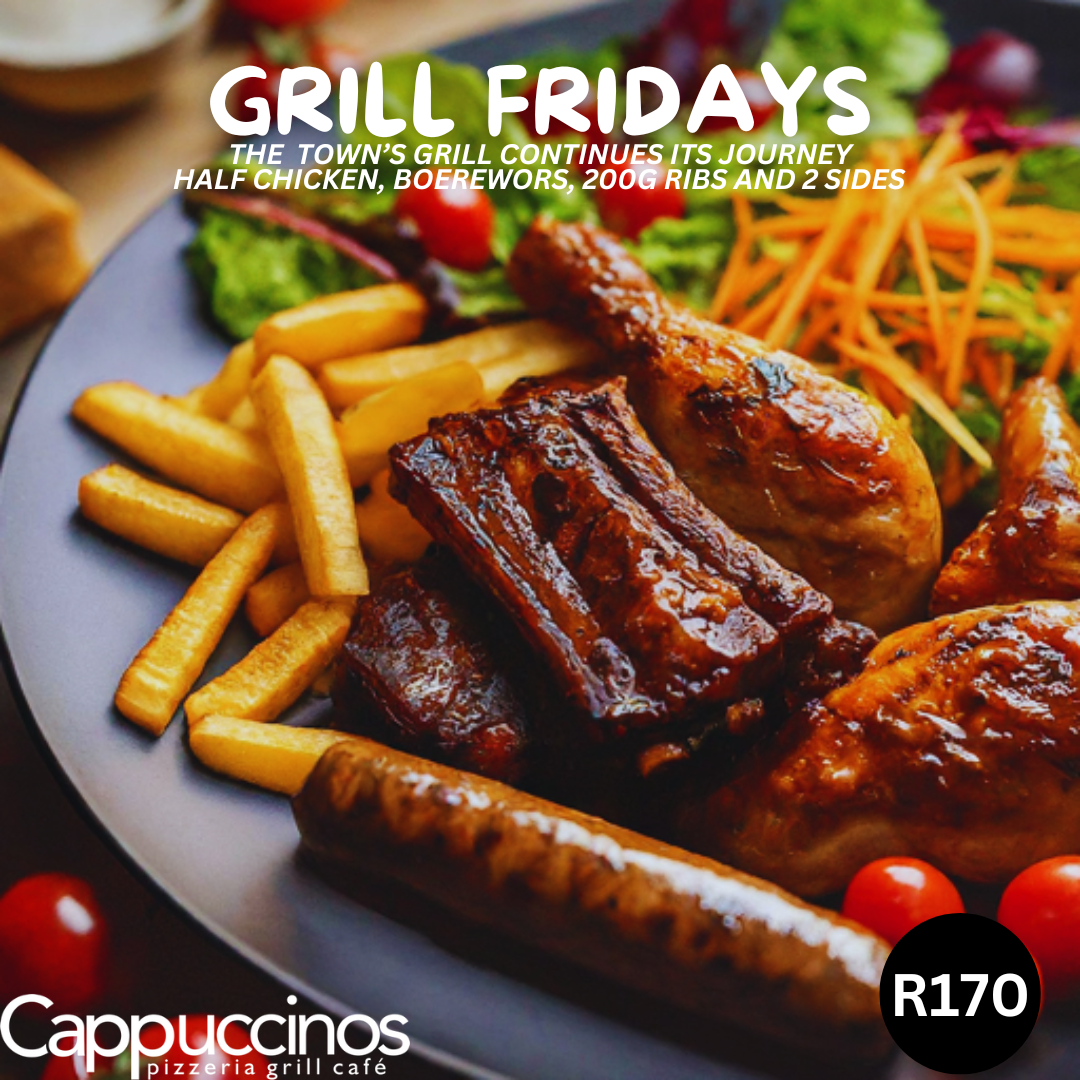 GRILL FRIDAYS
THE TOWN’S GRILL CONTINUES ITS JOURNEY
HALF CHICKEN, BOEREWORS, 200G RIBS AND 2 SIDES
R170
Cappuccinos
pizzeria grill café